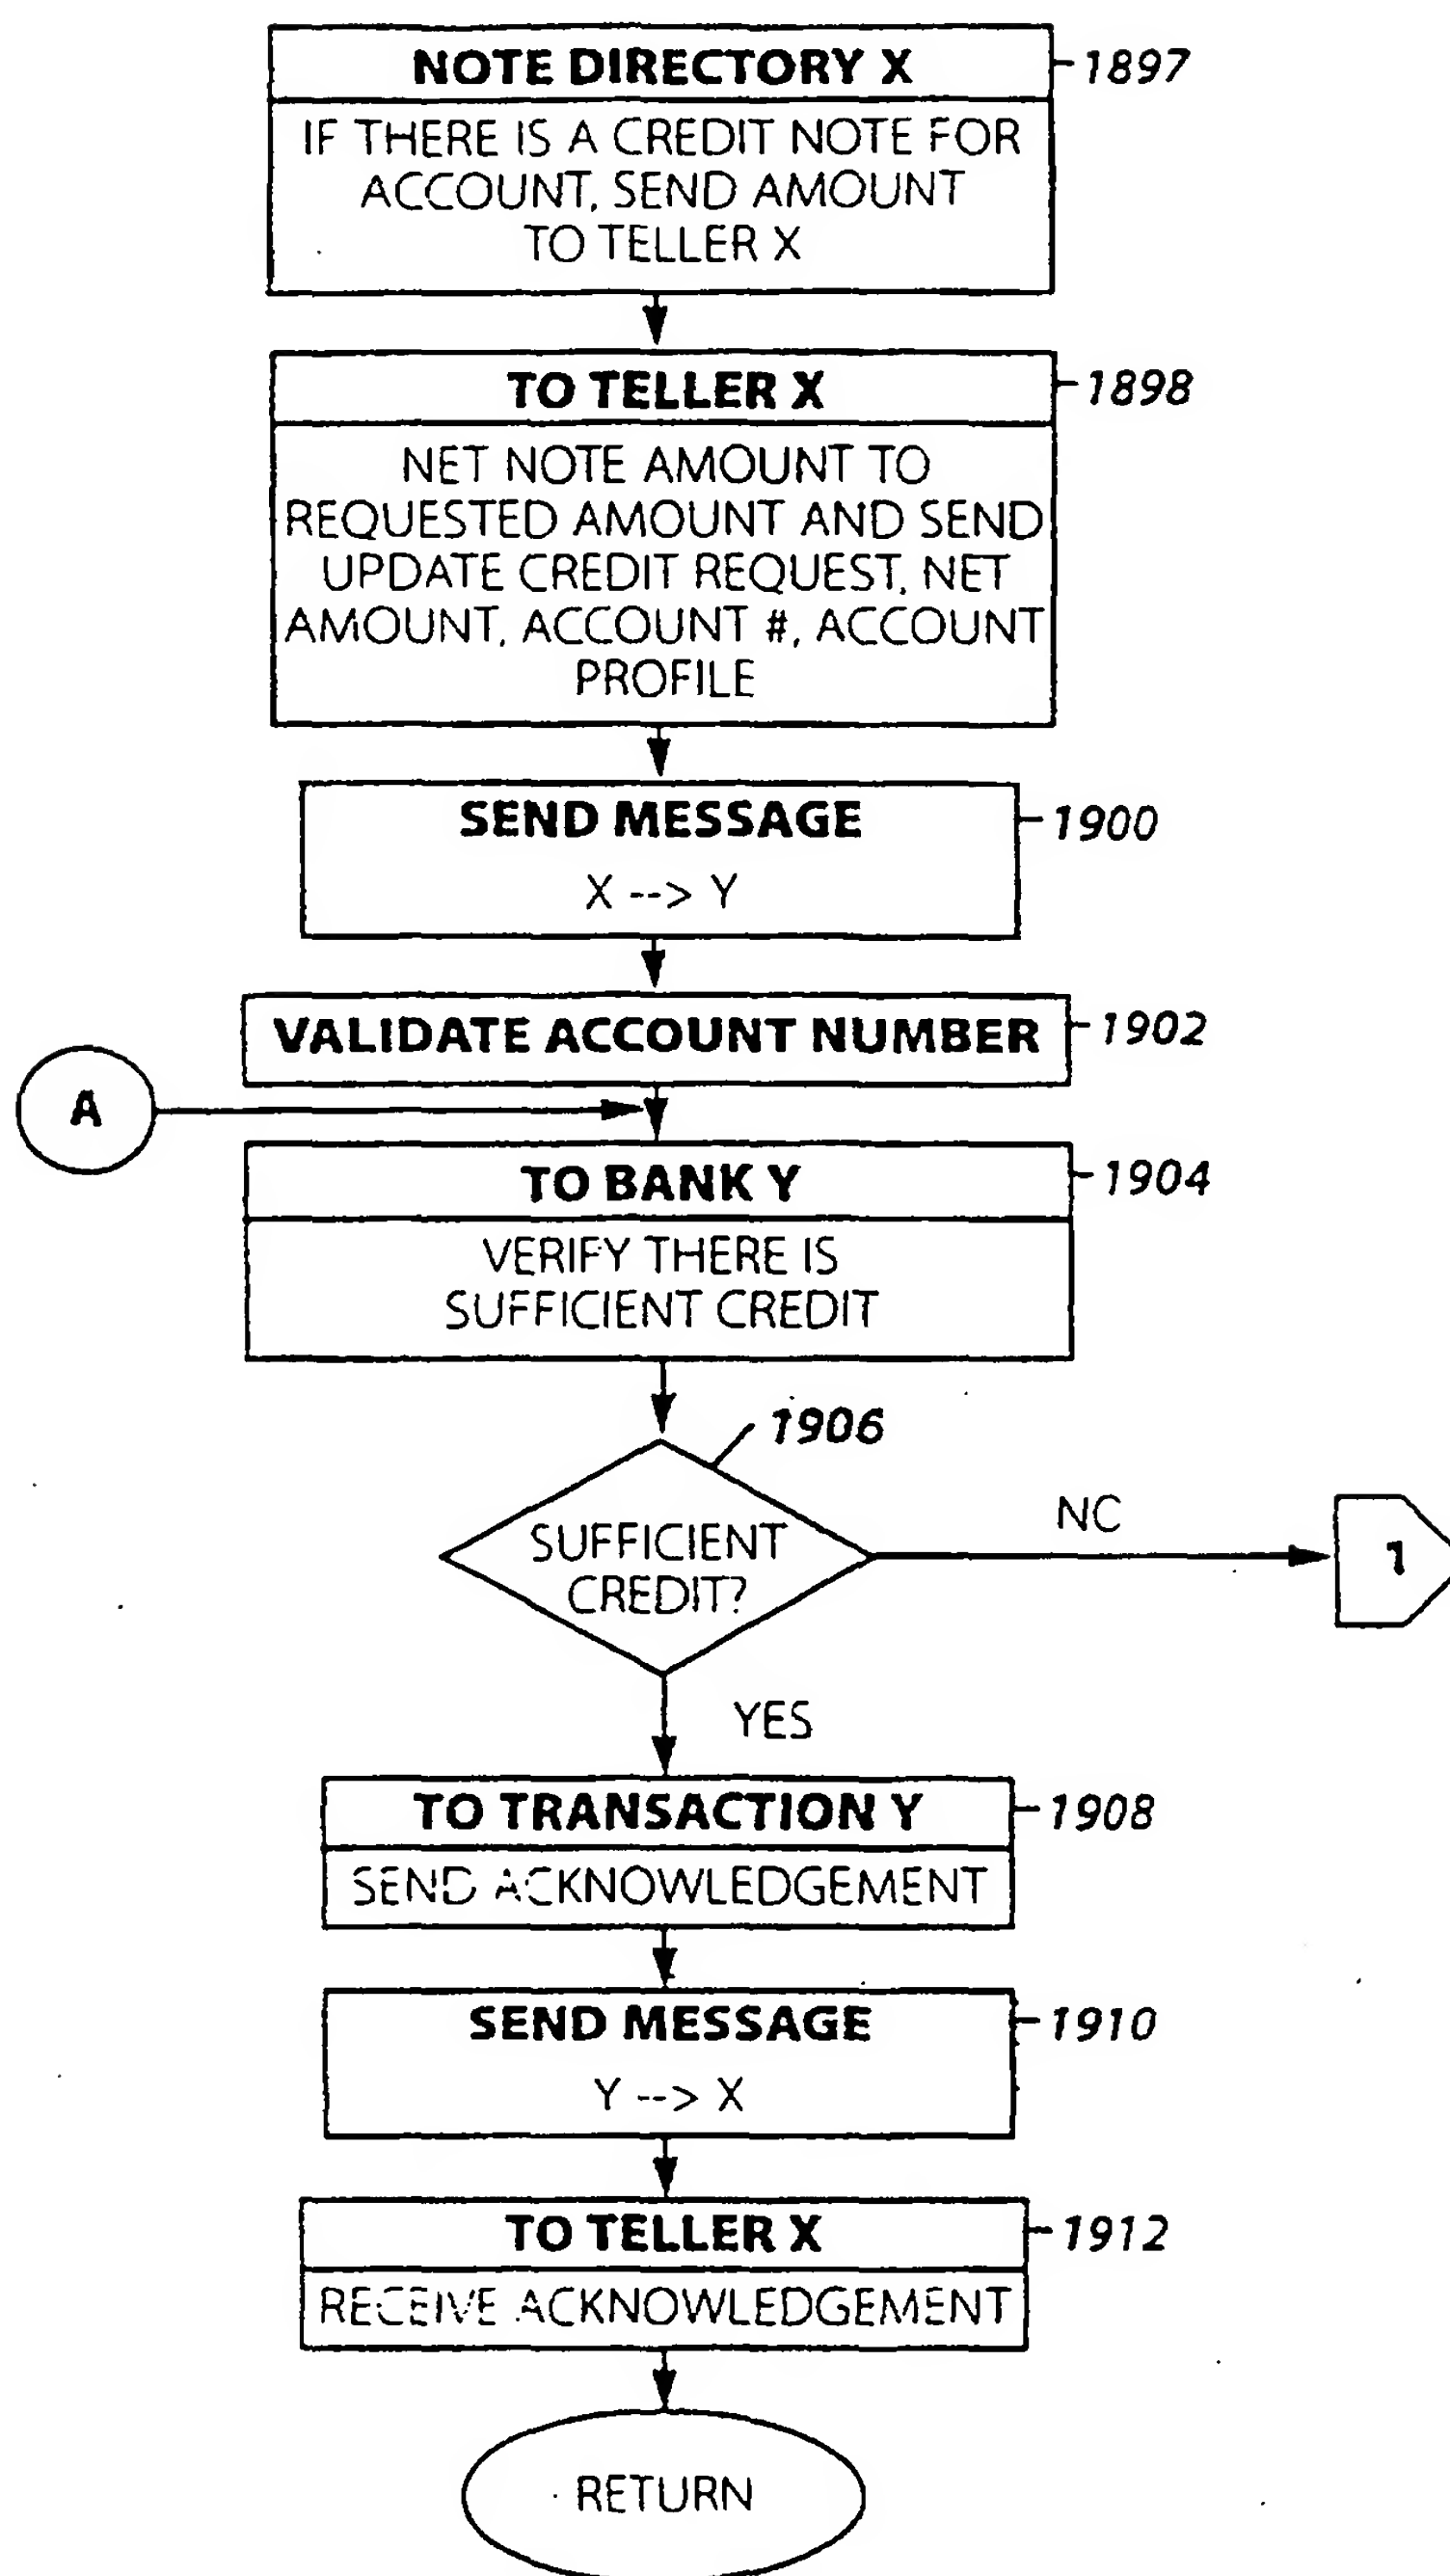 NOTE DIRECTORY X
1897
IF THERE IS A CREDIT NOTE FOR
ACCOUNT, SEND AMOUNT
TO TELLER X
TO TELLER X
1898
NET NOTE AMOUNT TO
REQUESTED AMOUNT AND SEND
UPDATE CREDIT REQUEST, NET
AMOUNT, ACCOUNT #, ACCOUNT
PROFILE
SEND MESSAGE
1900
X --> Y
VALIDATE ACCOUNT NUMBER
1902
A
TO BANK Y
1904
VERIFY THERE IS
SUFFICIENT CREDIT
1906
SUFFICIENT
CREDIT?
NC
1
YES
TO TRANSACTION Y
1908
SEND ACKNOWLEDGEMENT
SEND MESSAGE
1910
Y --> X
TO TELLER X
1912
RECEIVE ACKNOWLEDGEMENT
RETURN